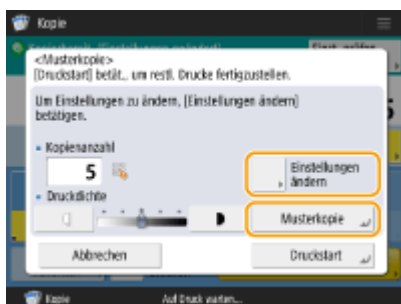 Kopie
<Musterkopie>
[Druckstart] betät., um restl. Drucke fertigzustellen.
Um Einstellungen zu ändern, [Einstellungen ändern]
betätigen.
Kopienanzahl
5
Einstellungen
ändern
Druckdichte
Musterkopie
Abbrechen
Druckstart
Kopie
Auf Druck warten...